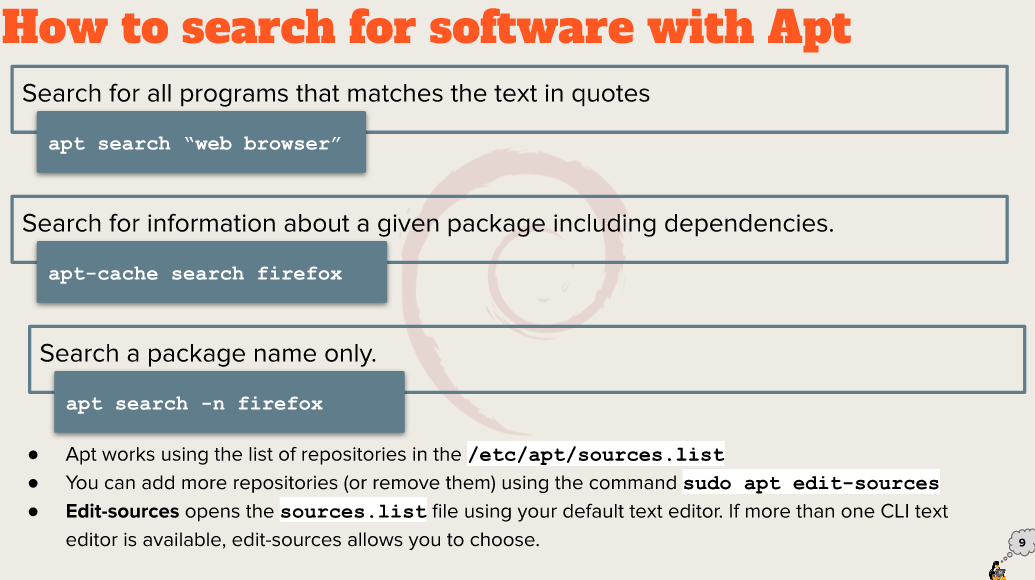 How to search for software with Apt
Search for all programs that matches the text in quotes
apt search “web browser”
Search for information about a given package including dependencies.
apt-cache search firefox
Search a package name only.
apt search -n firefox
● Apt works using the list of repositories in the /etc/apt/sources.list
● You can add more repositories (or remove them) using the command sudo apt edit-sources
● Edit-sources opens the sources.list file using your default text editor. If more than one CLI text
editor is available, edit-sources allows you to choose.
9